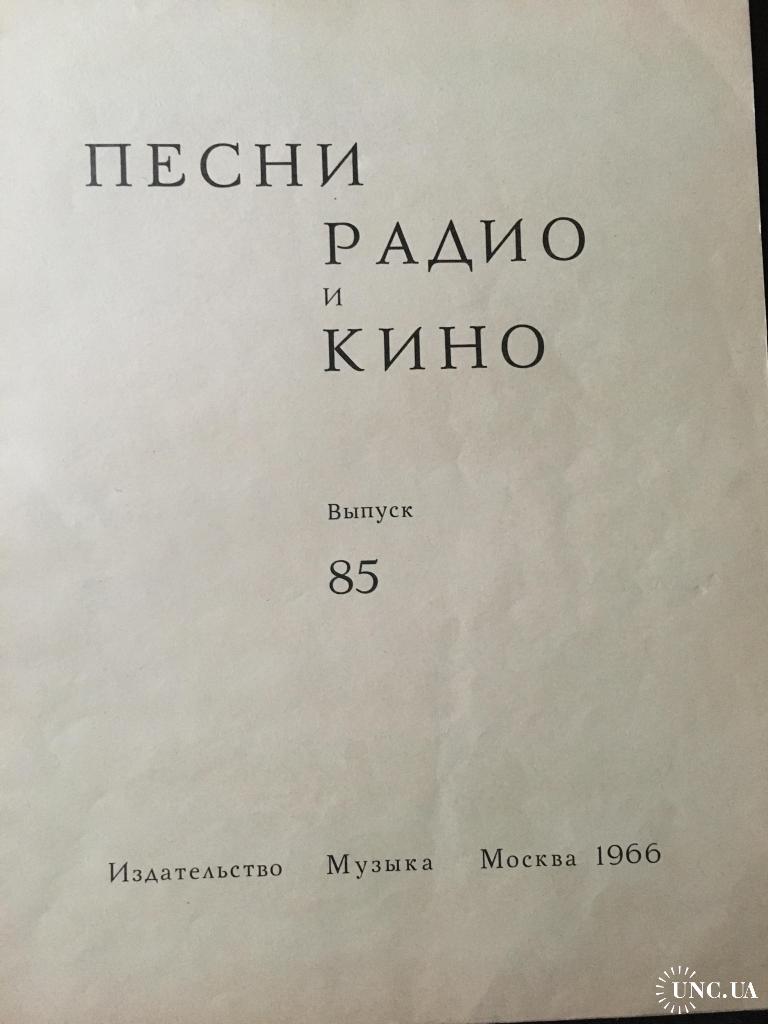 ПЕСНИ
РАДИО
И
КИНО
Выпуск
85
Издательство Музыка Москва 1966
UNC.UA